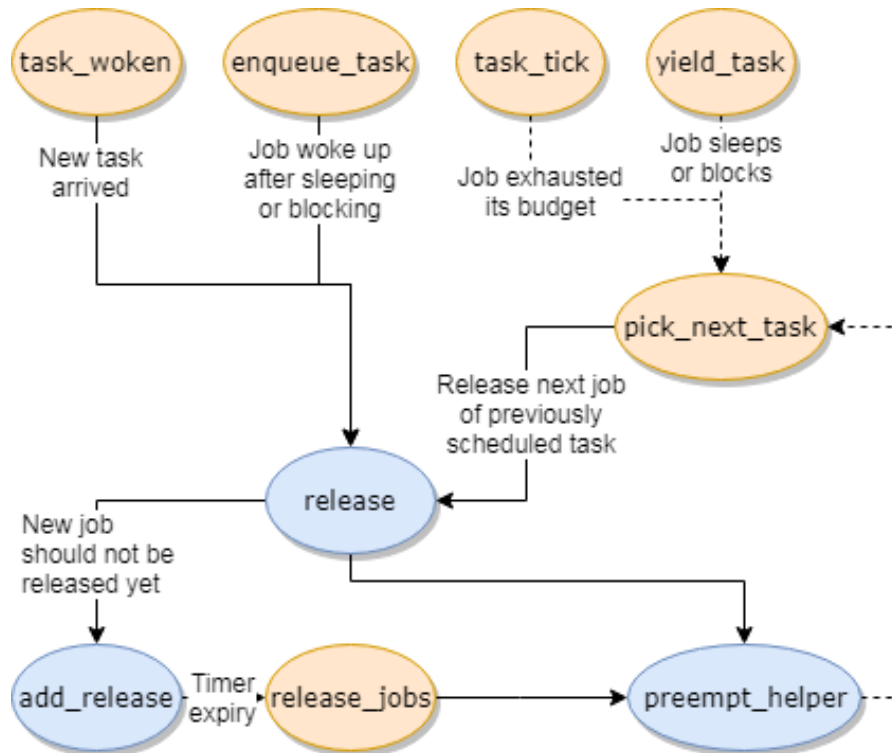 task_woken
enqueue_task
task_tick
yield_task
New task
arrived
Job woke up
after sleeping
or blocking
Job exhausted
its budget
Job sleeps
or blocks
pick_next_task
Release next job
of previously
scheduled task
release
New job
should not be
released yet
add_release
Timer
expiry
release_jobs
preempt_helper